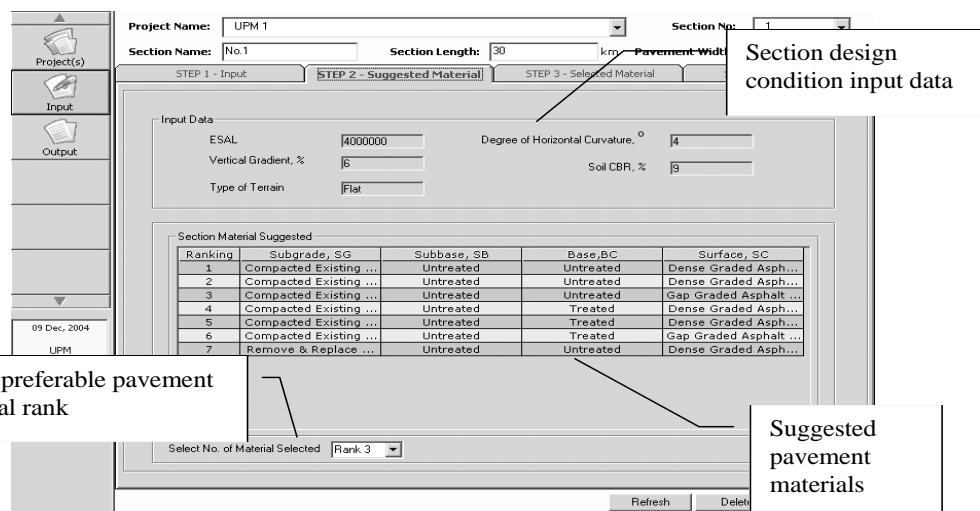 Project Name: UPM 1 Section No: 1
Section Name: No.1 Section Length: 30 km Pavement Widt
Section design
condition input data
Project(s)
Input
Output
09 Dec, 2004
UPM
STEP 1 - Input STEP 2 - Suggested Material STEP 3 - Selected Material
Input Data
ESAL 4000000 Degree of Horizontal Curvature, o 4
Vertical Gradient, % 6 Soil CBR, % 9
Type of Terrain Flat
Section Material Suggested
Ranking Subgrade, SG Subbase, SB Base,BC Surface, SC
1 Compacted Existing ... Untreated Untreated Dense Graded Asph...
2 Compacted Existing ... Untreated Untreated Dense Graded Asph...
3 Compacted Existing ... Untreated Untreated Gap Graded Asphalt ...
4 Compacted Existing ... Untreated Treated Dense Graded Asph...
5 Compacted Existing ... Untreated Treated Dense Graded Asph...
6 Compacted Existing ... Untreated Treated Gap Graded Asphalt ...
7 Remove & Replace ... Untreated Untreated Dense Graded Asph...
preferable pavement
al rank
Select No. of Material Selected Rank 3
Suggested
pavement
materials
Refresh Delet